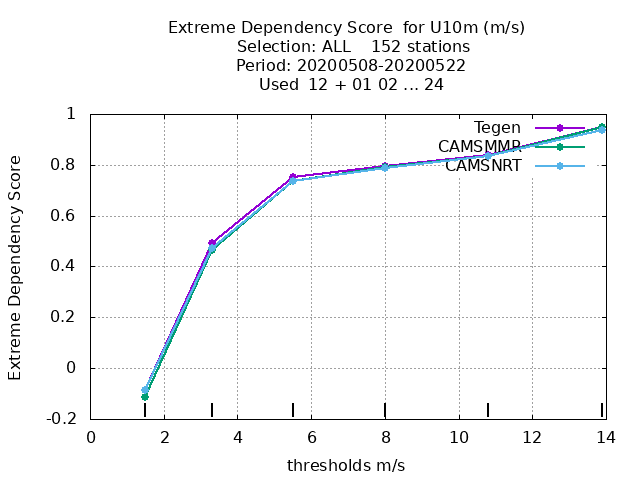 Extreme Dependency Score  for U10m (m/s)
Selection: ALL    152 stations
Period: 20200508-20200522
Used  12 + 01 02 ... 24
Extreme Dependency Score
1
0.8
0.6
0.4
0.2
0
-0.2
Tegen
CAMSMMR
CAMSNRT
0 2 4 6 8 10 12 14
thresholds m/s